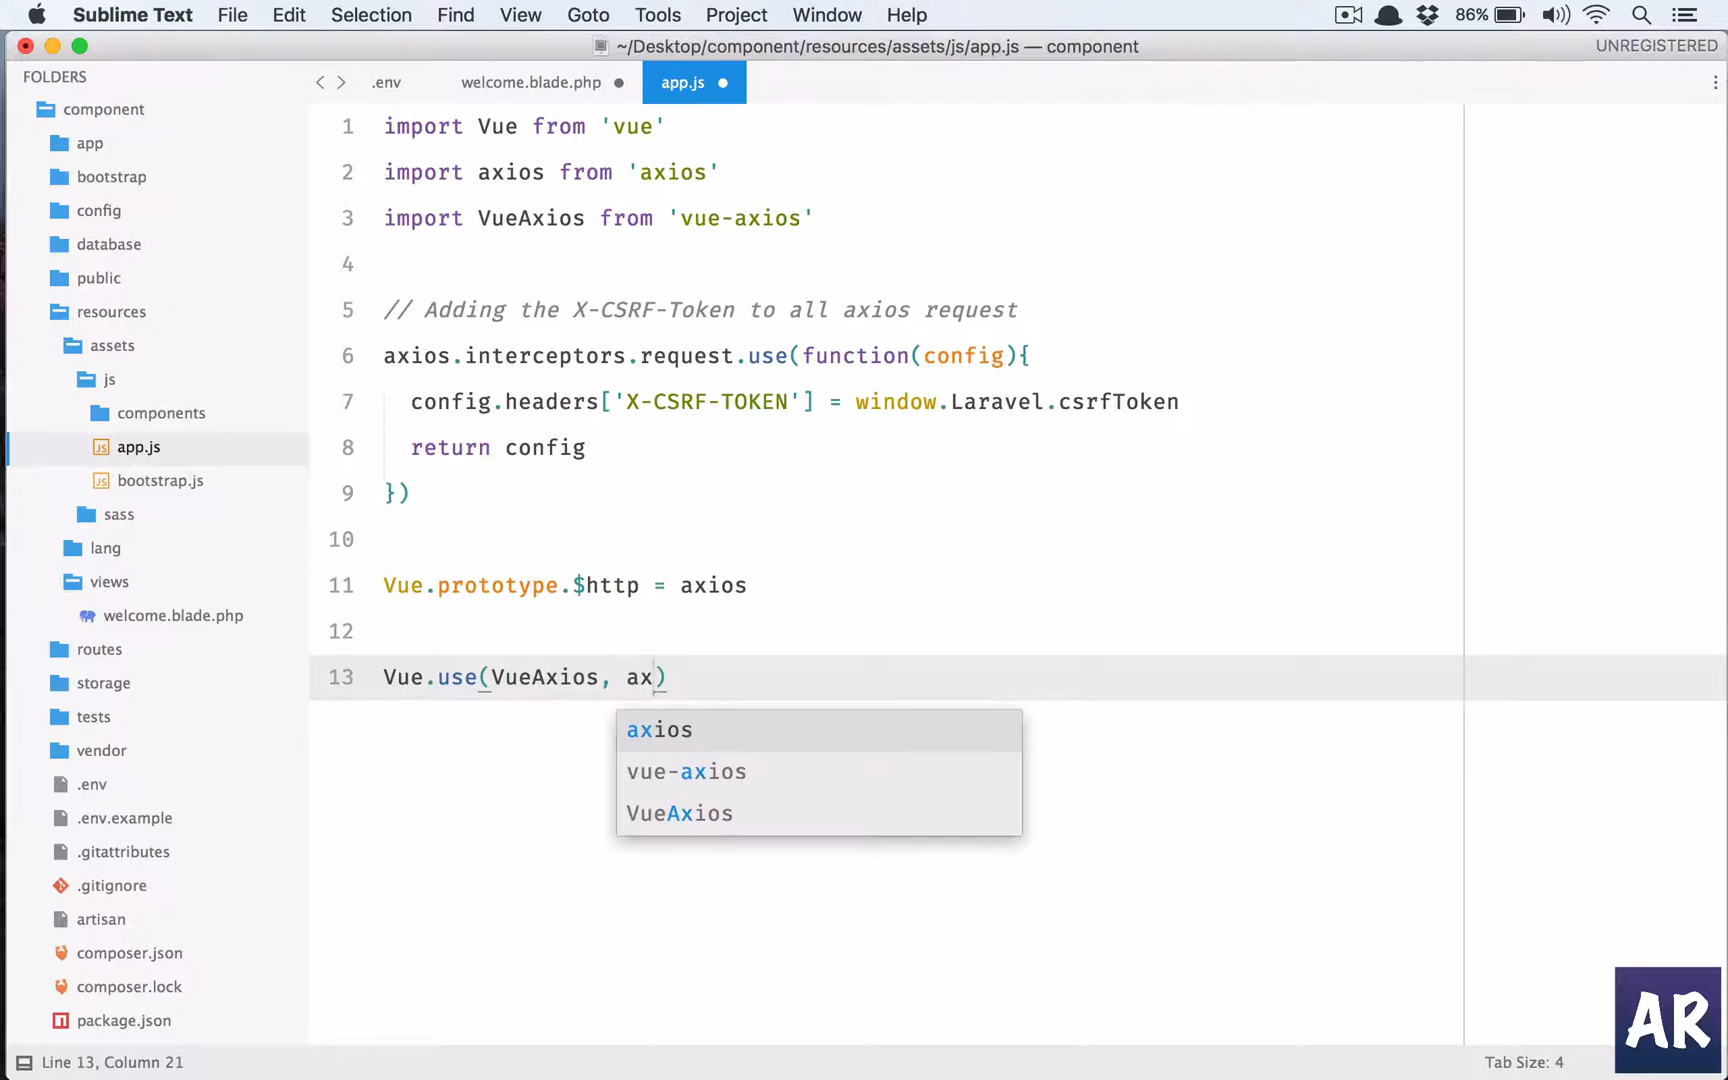 Sublime Text File Edit Selection Find View Goto Tools Project Window Help 86%
~/Desktop/component/resources/assets/js/app.js — component UNREGISTERED
FOLDERS
component
app
bootstrap
config
database
public
resources
assets
js
components
app.js
bootstrap.js
sass
lang
views
welcome.blade.php
routes
storage
tests
vendor
.env
.env.example
.gitattributes
.gitignore
artisan
composer.json
composer.lock
package.json
.env welcome.blade.php app.js
1 import Vue from 'vue'
2 import axios from 'axios'
3 import VueAxios from 'vue-axios'
4
5 // Adding the X-CSRF-Token to all axios request
6 axios.interceptors.request.use(function(config){
7 config.headers['X-CSRF-TOKEN'] = window.Laravel.csrfToken
8 return config
9 })
10
11 Vue.prototype.$http = axios
12
13 Vue.use(VueAxios, ax)
axios
vue-axios
VueAxios
AR
Line 13, Column 21 Tab Size: 4